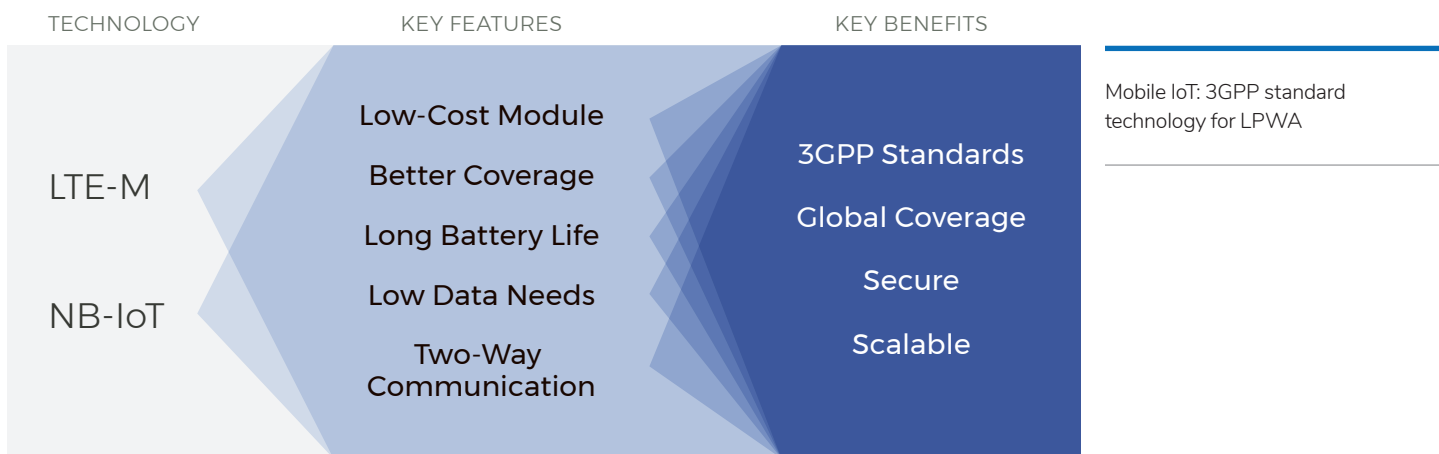 TECHNOLOGY
KEY FEATURES
KEY BENEFITS
LTE-M
NB-IoT
Low-Cost Module
Better Coverage
Long Battery Life
Low Data Needs
Two-Way
Communication
3GPP Standards
Global Coverage
Secure
Scalable
Mobile IoT: 3GPP standard
technology for LPWA